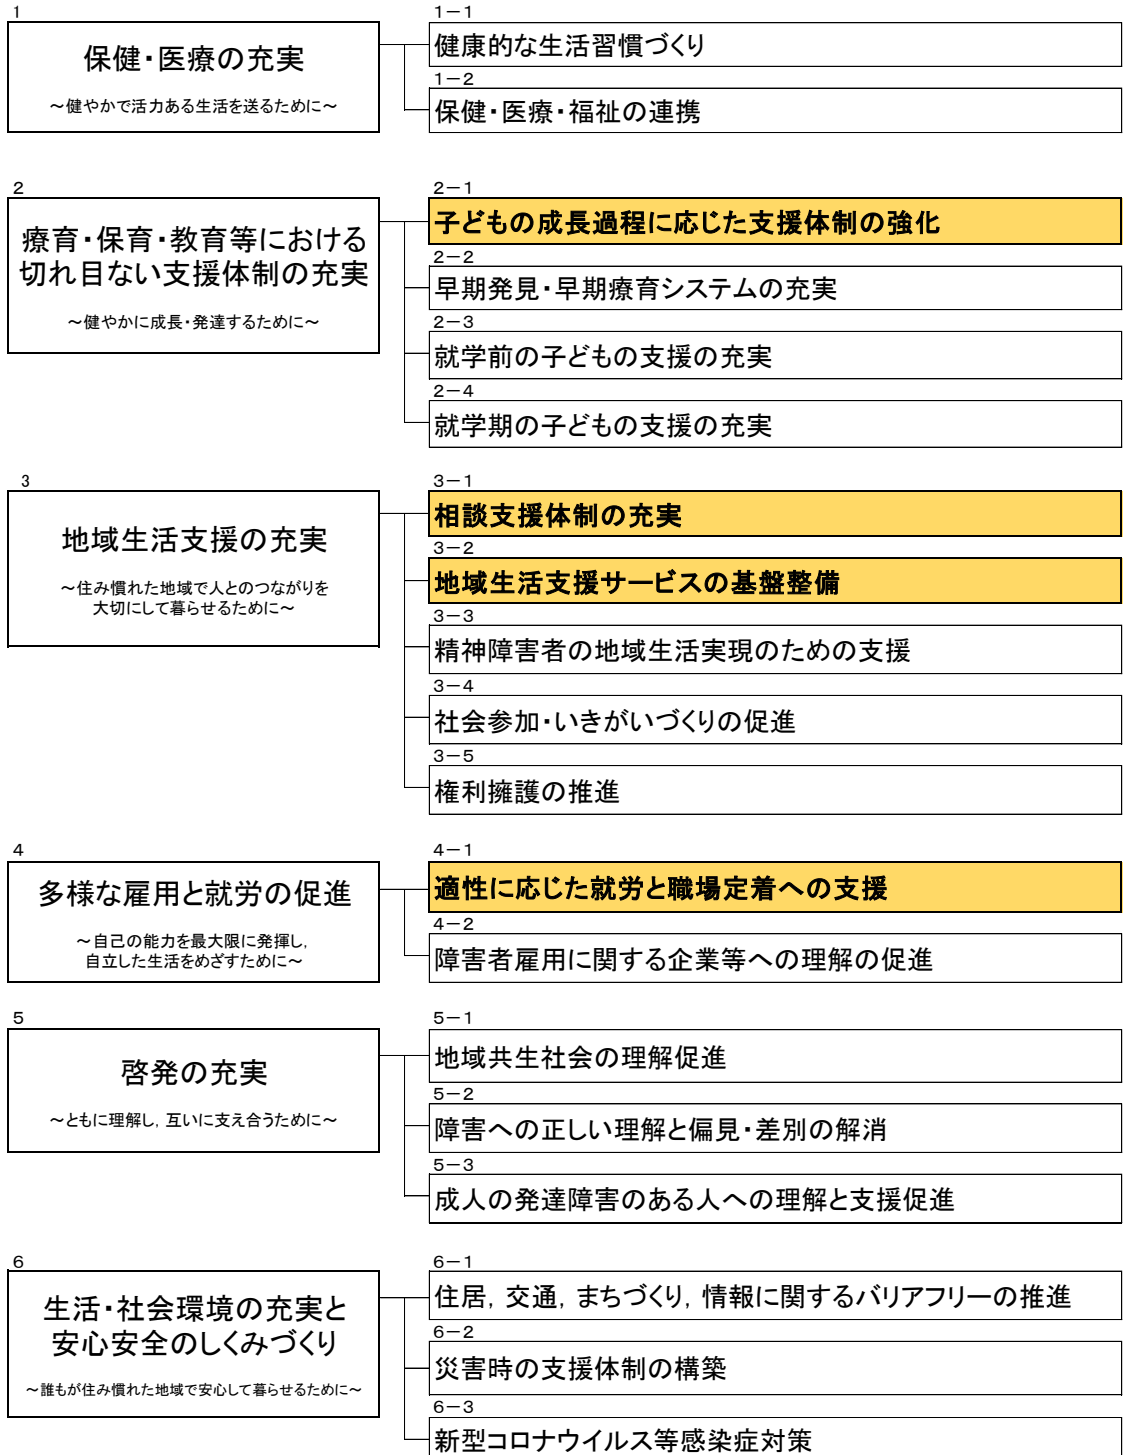 1
保健・医療の充実
～健やかで活力ある生活を送るために～
1－1
健康的な生活習慣づくり
1－2
保健・医療・福祉の連携
2
療育・保育・教育等における
切れ目ない支援体制の充実
～健やかに成長・発達するために～
2－1
子どもの成長過程に応じた支援体制の強化
2－2
早期発見・早期療育システムの充実
2－3
就学前の子どもの支援の充実
2－4
就学期の子どもの支援の充実
3
地域生活支援の充実
～住み慣れた地域で人とのつながりを
大切にして暮らせるために～
3－1
相談支援体制の充実
3－2
地域生活支援サービスの基盤整備
3－3
精神障害者の地域生活実現のための支援
3－4
社会参加・いきがいづくりの促進
3－5
権利擁護の推進
4
多様な雇用と就労の促進
～自己の能力を最大限に発揮し，
自立した生活をめざすために～
4－1
適性に応じた就労と職場定着への支援
4－2
障害者雇用に関する企業等への理解の促進
5
啓発の充実
～ともに理解し，互いに支え合うために～
5－1
地域共生社会の理解促進
5－2
障害への正しい理解と偏見・差別の解消
5－3
成人の発達障害のある人への理解と支援促進
6
生活・社会環境の充実と
安心安全のしくみづくり
～誰もが住み慣れた地域で安心して暮らせるために～
6－1
住居，交通，まちづくり，情報に関するバリアフリーの推進
6－2
災害時の支援体制の構築
6－3
新型コロナウイルス等感染症対策